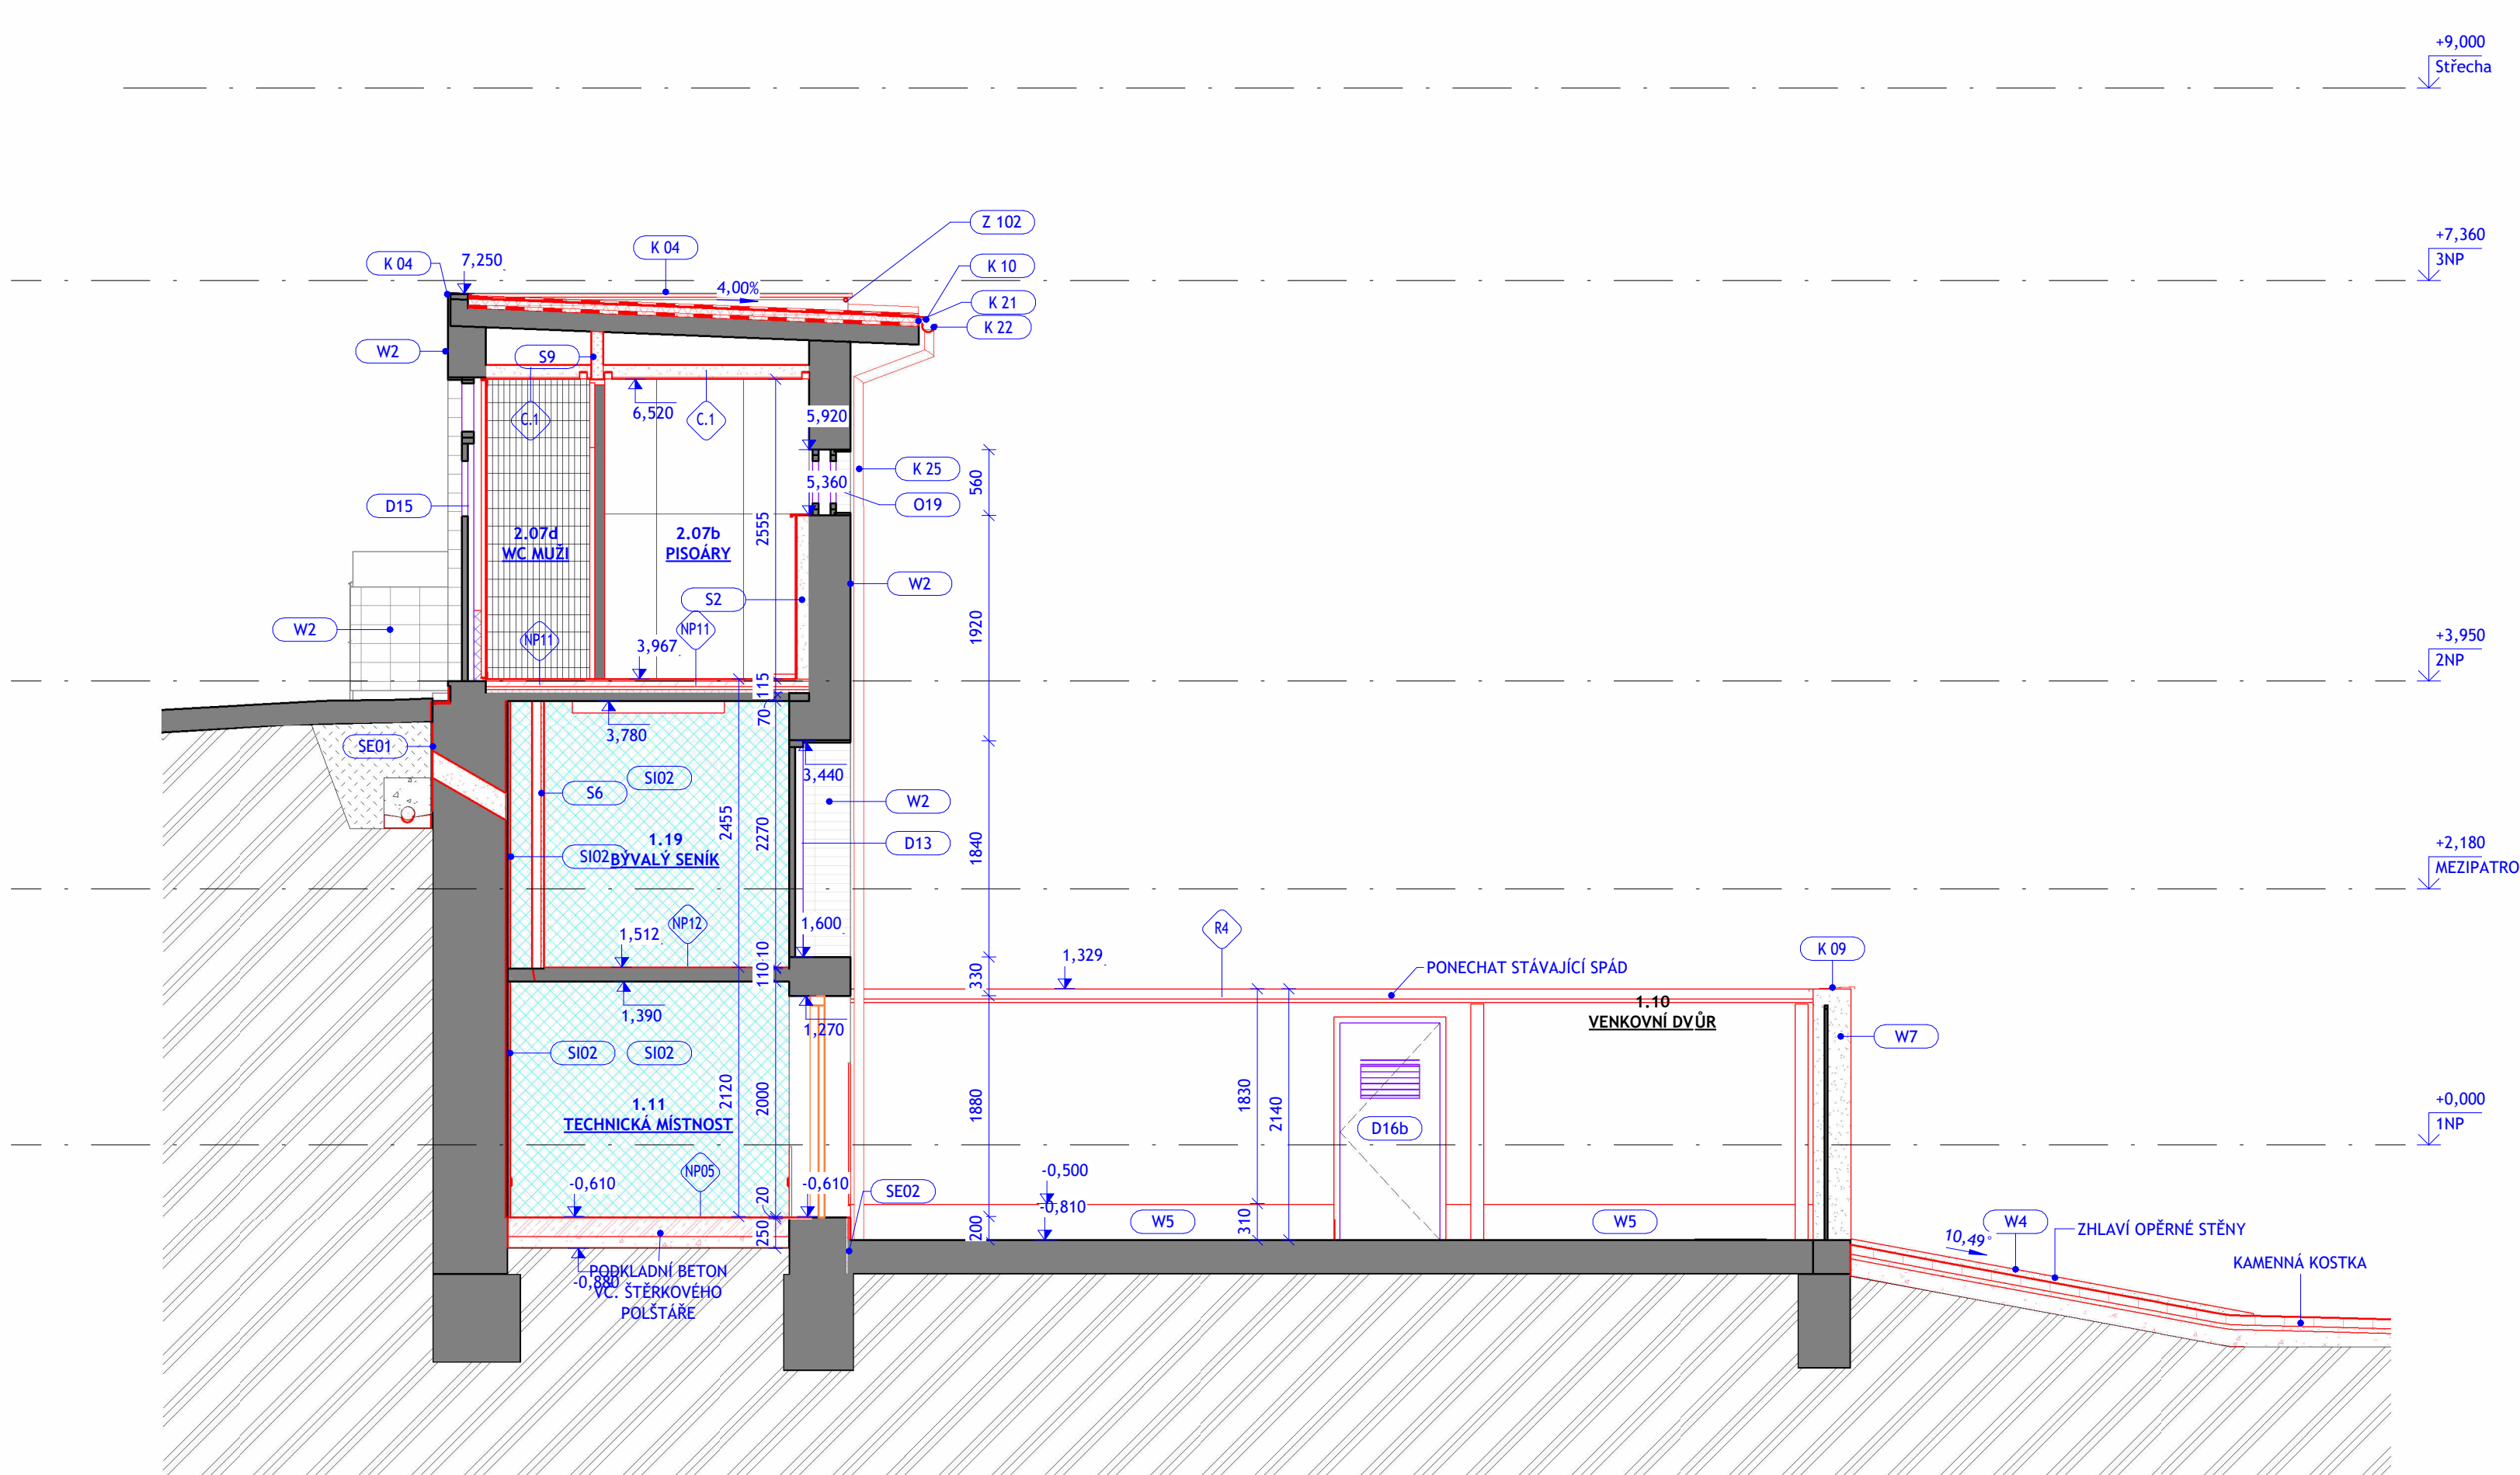 +9,000
Střecha
Z 102
+7,360
3NP
K 04
K 04
7,250
K 10
4,00%
K 21
K 22
W2
S9
6,520
C.1
C.1
5,920
K 25
560
5,360
O19
D15
2.07d
WC MUŽI
2.07b
PISOÁRY
2555
W2
S2
W2
1920
NP11
NP11
3,967
+3,950
2NP
115
70
3,780
SE01
3,440
SI02
S6
W2
2455
2270
1840
D13
1.19
BÝVALÝ SENÍK
SI02
+2,180
MEZIPATRO
NP12
1,600
R4
1,512
10
110
330
1,329
PONECHAT STÁVAJÍCÍ SPÁD
K 09
1.10
VENKOVNÍ DVŮR
1,390
1,270
W7
SI02
SI02
2120
2000
1880
1830
2140
1.11
TECHNICKÁ MÍSTNOST
D16b
+0,000
1NP
NP05
-0,610
-0,610
20
SE02
-0,500
-0,810
250
200
310
W5
W5
W4
10,49°
ZHLAVÍ OPĚRNÉ STĚNY
KAMENNÁ KOSTKA
-0,880
PODKLADNÍ BETON
VČ. ŠTĚRKOVÉHO
POLŠTÁŘE